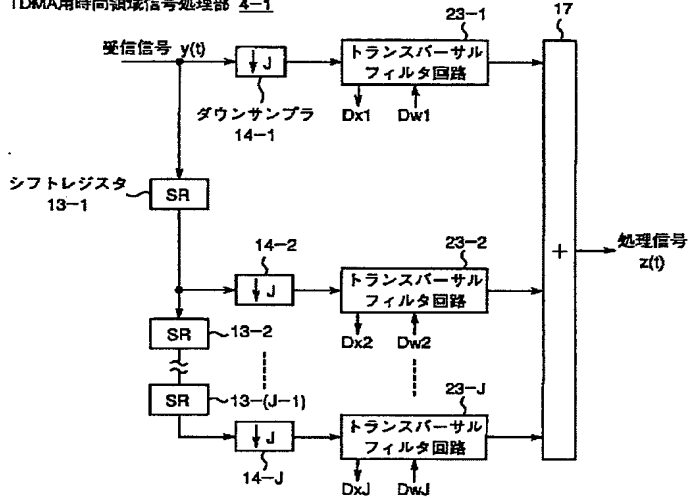 TDMA用時間領域信号処理部 4-1
23-1
17
受信信号 y(t)
↓J
トランスバーサル
フィルタ回路
ダウンサンプラ
14-1
Dx1
Dw1
シフトレジスタ
13-1
SR
14-2
23-2
↓J
トランスバーサル
フィルタ回路
+
処理信号
z(t)
SR
13-2
Dx2
Dw2
SR
13-(J-1)
23-J
↓J
トランスバーサル
フィルタ回路
14-J
DxJ
DwJ